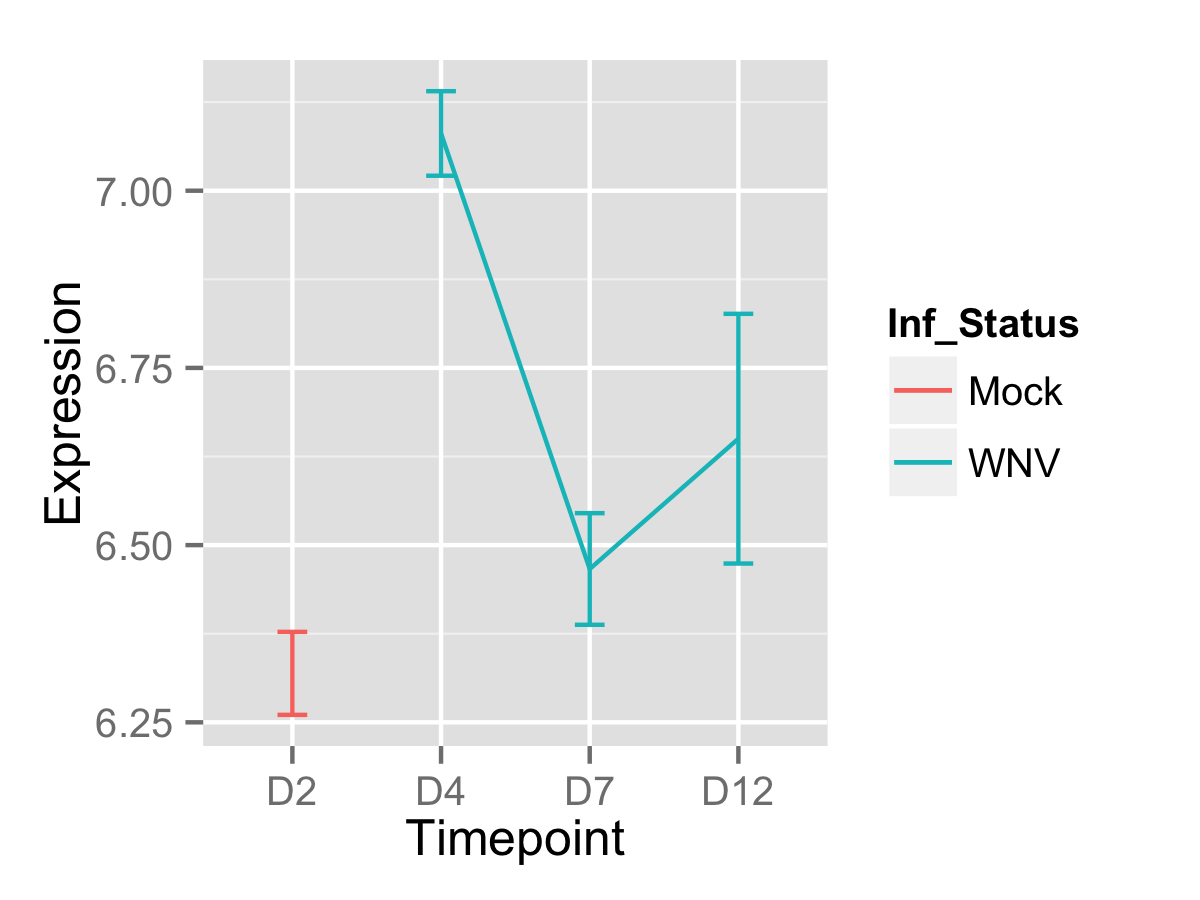 Expression
7.00
6.75
6.50
6.25
D2 D4 D7 D12
Timepoint
Inf_Status
Mock
WNV